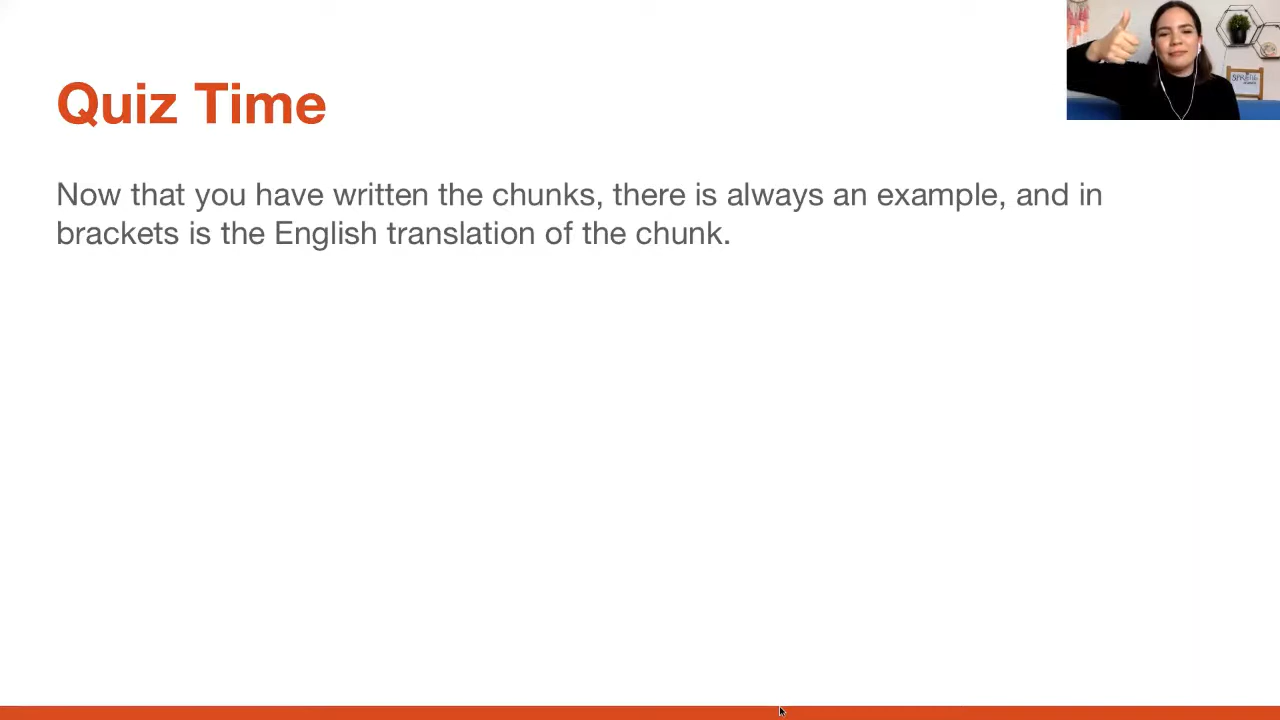 Quiz Time
Now that you have written the chunks, there is always an example, and in
brackets is the English translation of the chunk.